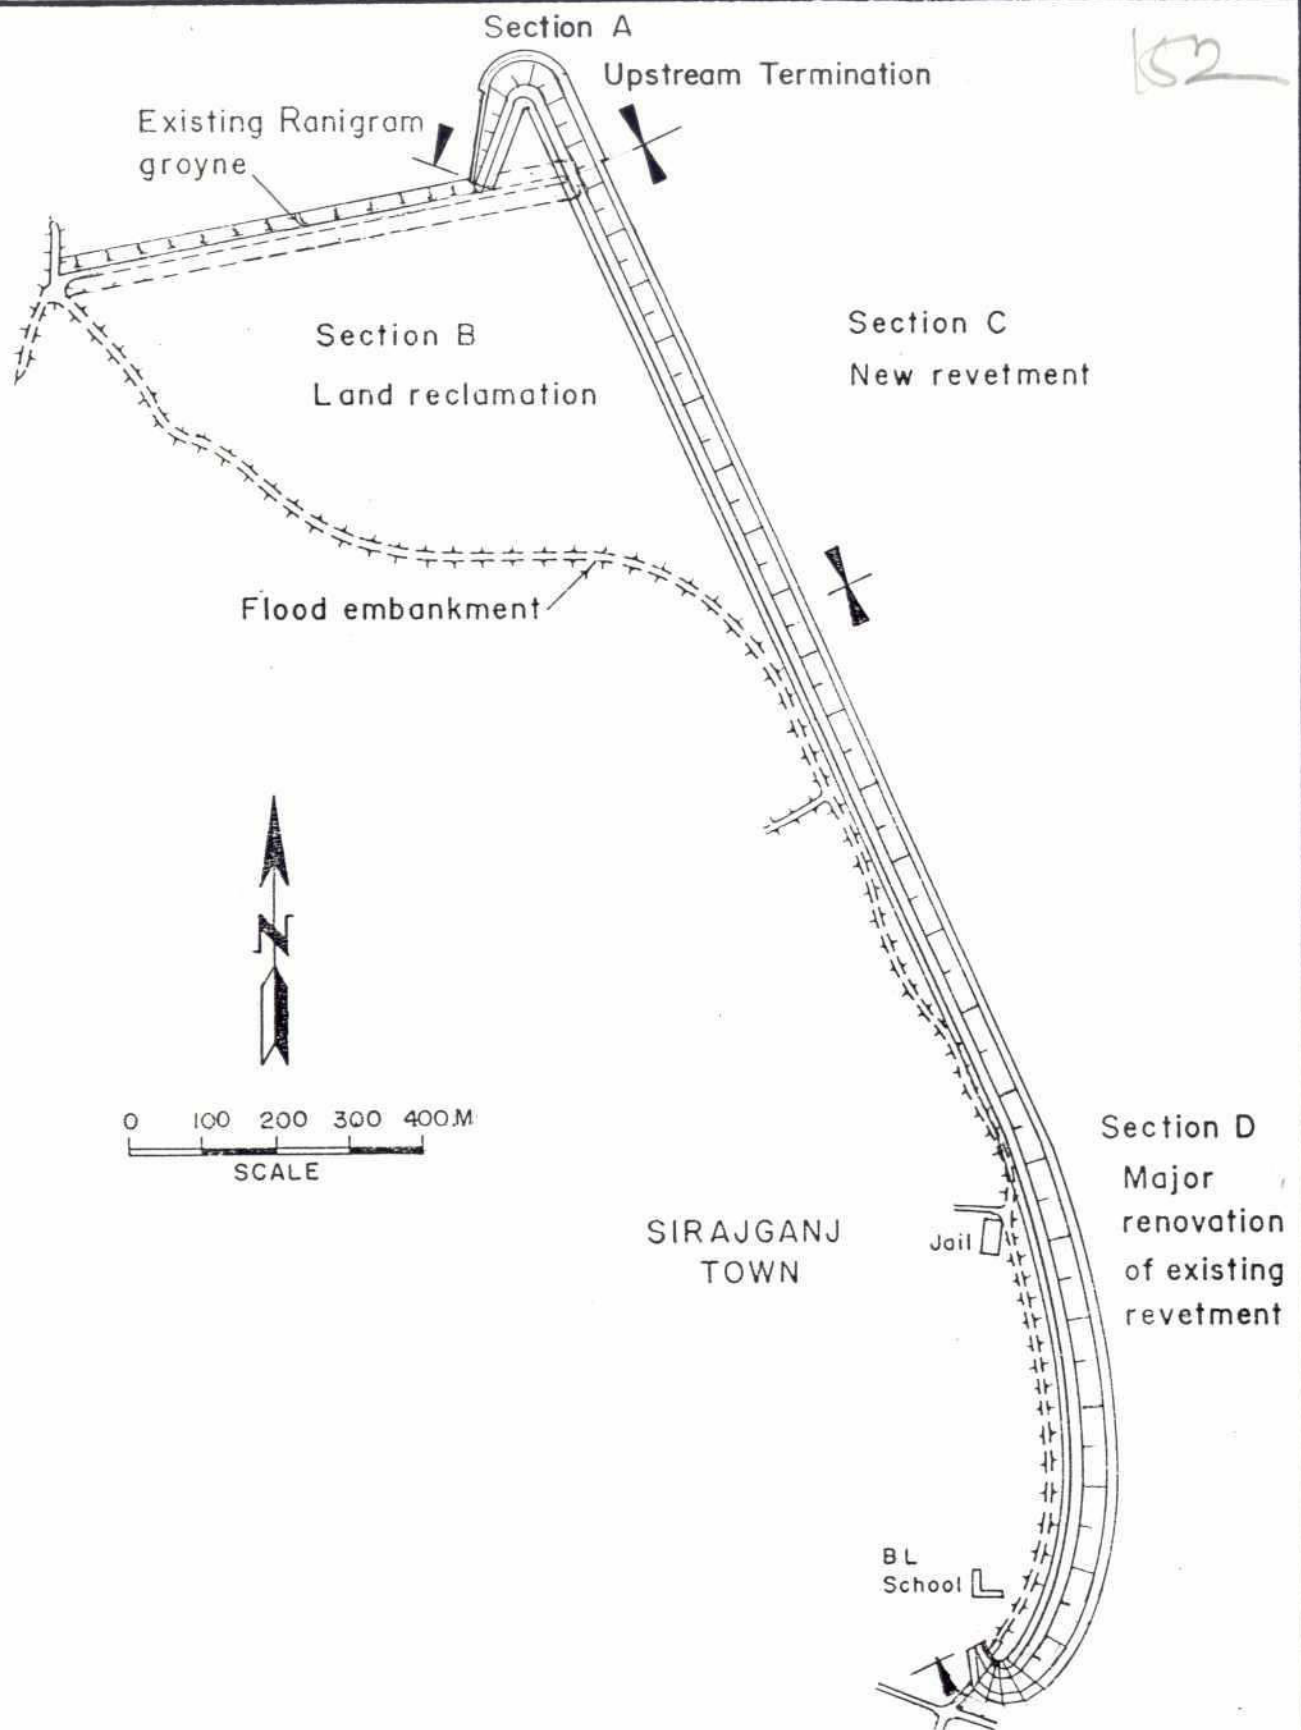 Section A
Upstream Termination
152
Existing Ranigram
groyne
Section B
Land reclamation
Section C
New revetment
Flood embankment
N
0 100 200 300 400 M
SCALE
Section D
Major
renovation
of existing
revetment
SIRAJGANJ
TOWN
Jail
BL
School